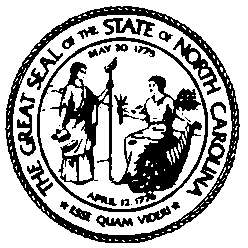 THE GREAT SEAL OF THE STATE OF NORTH CAROLINA
MAY 20 1775
APRIL 12 1776
ESSE QUAM VIDERI